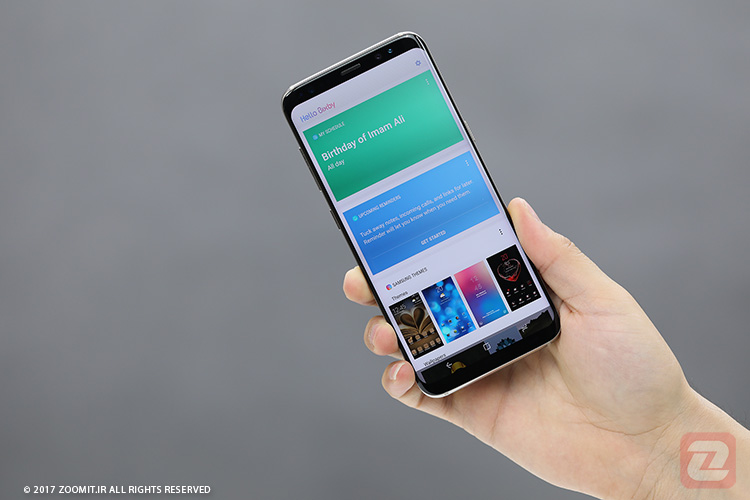 Hello Bixby
MY SCHEDULE
Birthday of Imam Ali
All day
UPCOMING REMINDERS
Tuck away notes, incoming calls, and links for later.
Reminder will let you know when you need them.
GET STARTED
SAMSUNG THEMES
Themes
12:45
Wallpapers
© 2017 ZOOMIT.IR ALL RIGHTS RESERVED